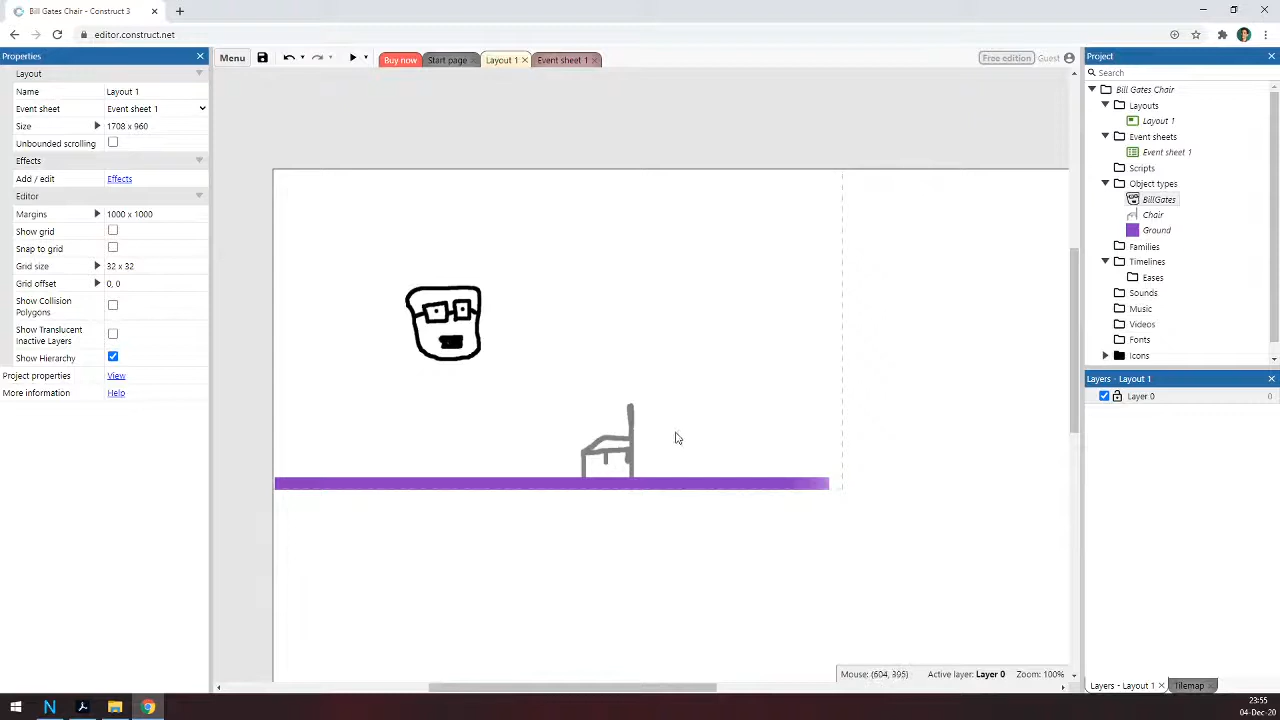 Bill Gates Chair - Construct 3
editor.construct.net
Properties
Menu
Buy now
Start page
Layout 1
Event sheet 1
Free edition
Guest
Project
Layout
Name
Layout 1
Event sheet
Event sheet 1
Size
1708 x 960
Unbounded scrolling
Effects
Add / edit
Effects
Editor
Margins
1000 x 1000
Show grid
Snap to grid
Grid size
32 x 32
Grid offset
0, 0
Show Collision
Polygons
Show Translucent
Inactive Layers
Show Hierarchy
Project properties
View
More information
Help
Search
Bill Gates Chair
Layouts
Layout 1
Event sheets
Event sheet 1
Scripts
Object types
BillGates
Chair
Ground
Families
Timelines
Eases
Sounds
Music
Videos
Fonts
Icons
Layers - Layout 1
Layer 0
0
Mouse: (604, 395)
Active layer: Layer 0
Zoom: 100%
Layers - Layout 1
Tilemap
23:55
04-Dec-20